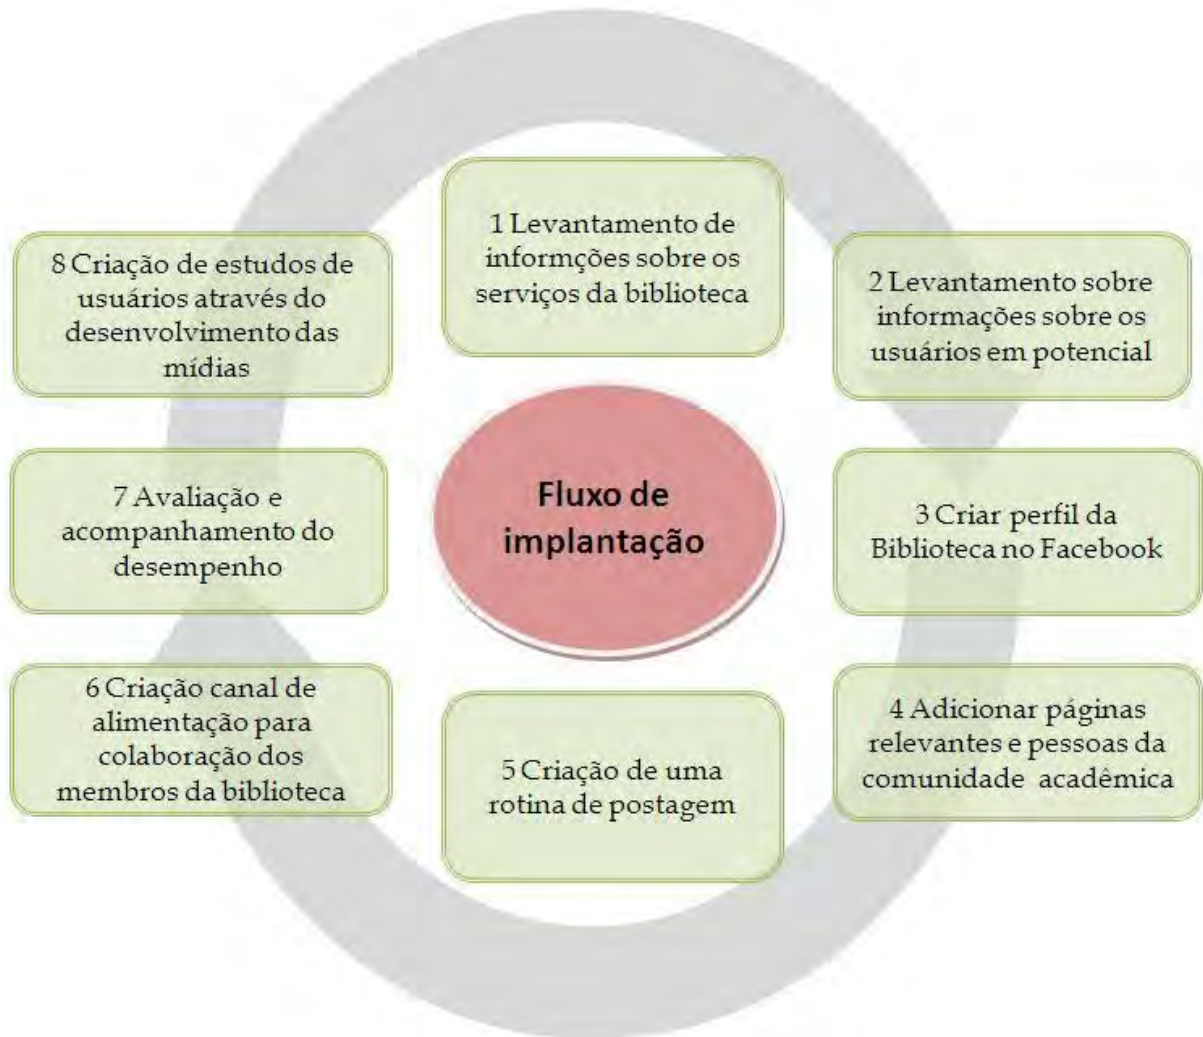 Fluxo de
implantação
1 Levantamento de
informções sobre os
serviços da biblioteca
2 Levantamento sobre
informações sobre os
usuários em potencial
3 Criar perfil da
Biblioteca no Facebook
4 Adicionar páginas
relevantes e pessoas da
comunidade acadêmica
5 Criação de uma
rotina de postagem
6 Criação canal de
alimentação para
colaboração dos
membros da biblioteca
7 Avaliação e
acompanhamento do
desempenho
8 Criação de estudos de
usuários através do
desenvolvimento das
mídias